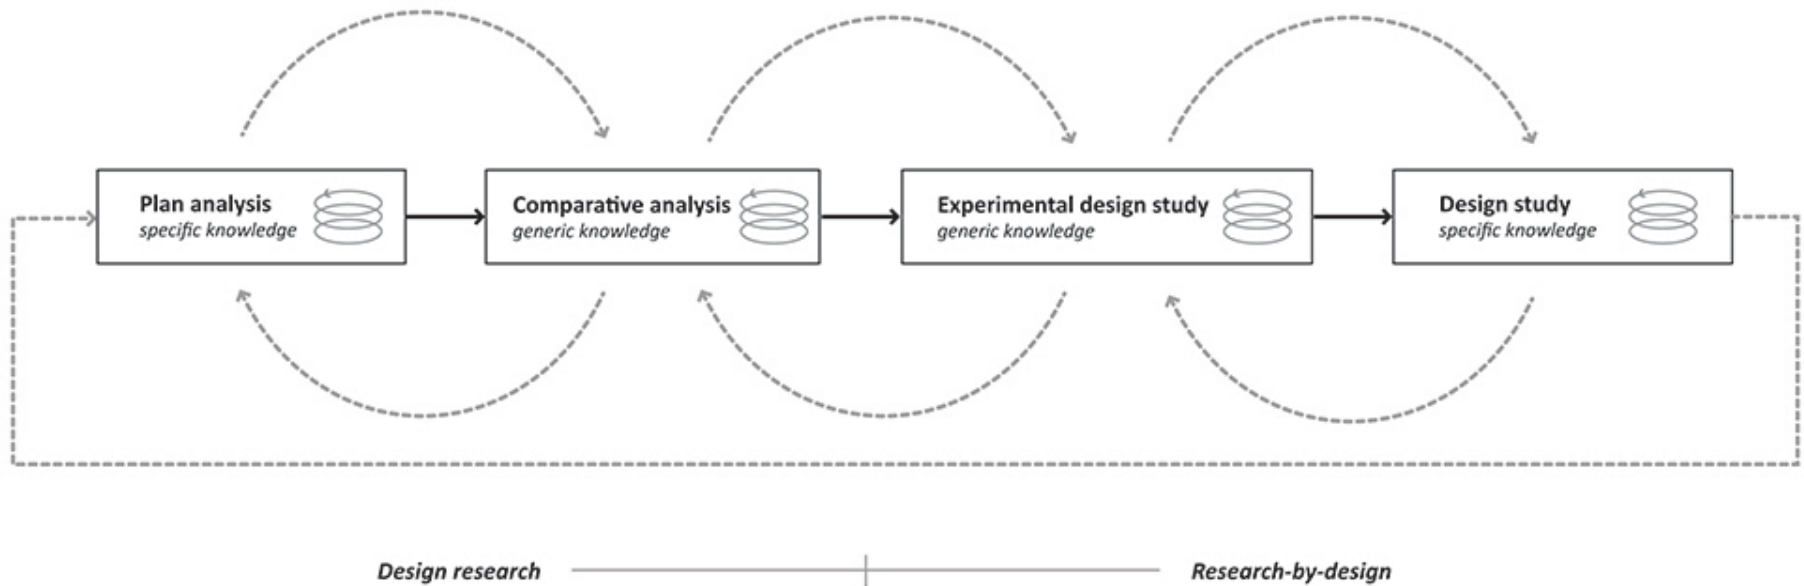 Plan analysis
specific knowledge
Comparative analysis
generic knowledge
Experimental design study
generic knowledge
Design study
specific knowledge
Design research
Research-by-design